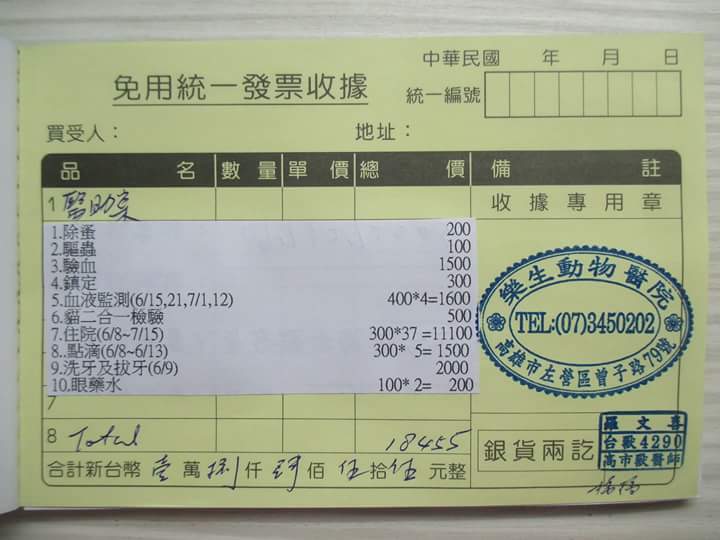 中華民國 年 月 日
免用統一發票收據
統一編號
買受人： 地址：
品名 數量 單價 總價 備註
1 醫助案
收據專用章
1.除蚤 200
2.驅蟲 100
3.驗血 1500
4.鎮定 300
5.血液監測(6/15,21,7/1,12) 400*4=1600
6.貓二合一檢驗 500
7.住院(6/8~7/15) 300*37 =11100
8..點滴(6/8~6/13) 300* 5= 1500
9.洗牙及拔牙(6/9) 2000
10.眼藥水 100* 2= 200
樂生動物醫院
TEL:(07)3450202
高雄市左營區曾子路79號
7
8 Total 18455
銀貨兩訖
羅文喜
台獸4290
高市獸醫師
合計新台幣 壹 萬 捌 仟 肆 佰 伍 拾 伍 元整